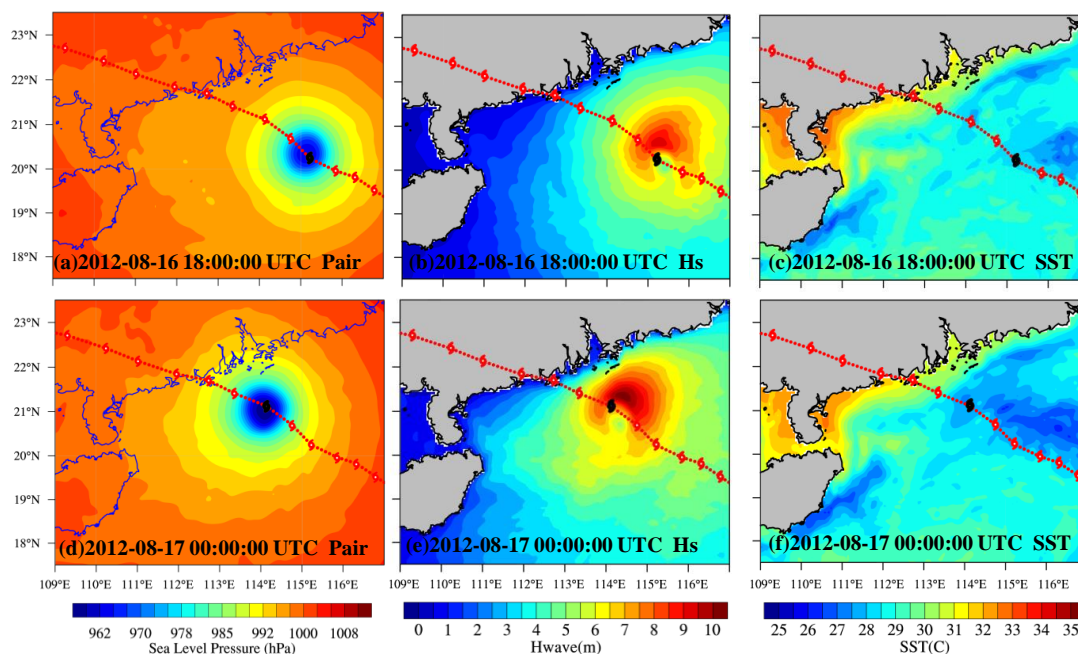 23°N
22°N
21°N
20°N
19°N
18°N
(a)2012-08-16 18:00:00 UTC Pair
(b)2012-08-16 18:00:00 UTC Hs
(c)2012-08-16 18:00:00 UTC SST
23°N
22°N
21°N
20°N
19°N
18°N
(d)2012-08-17 00:00:00 UTC Pair
(e)2012-08-17 00:00:00 UTC Hs
(f)2012-08-17 00:00:00 UTC SST
109°E 110°E 111°E 112°E 113°E 114°E 115°E 116°E
109°E 110°E 111°E 112°E 113°E 114°E 115°E 116°E
109°E 110°E 111°E 112°E 113°E 114°E 115°E 116°E
962 970 978 985 992 1000 1008
Sea Level Pressure (hPa)
0 1 2 3 4 5 6 7 8 9 10
Hwave(m)
25 26 27 28 29 30 31 32 33 34 35
SST(C)